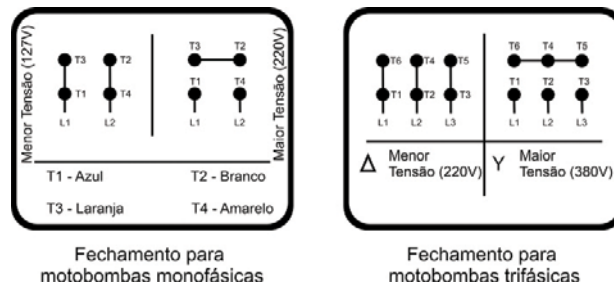 Menor Tensão (127V)
T3 T2
T1 T4
L1 L2
T3 T2
T1 T4
L1 L2
Maior Tensão (220V)
T1 - Azul T2 - Branco
T3 - Laranja T4 - Amarelo
Fechamento para
motobombas monofásicas
T6 T4 T5
T1 T2 T3
L1 L2 L3
T6 T4 T5
T1 T2 T3
L1 L2 L3
Δ Menor
Tensão (220V)
Y Maior
Tensão (380V)
Fechamento para
motobombas trifásicas